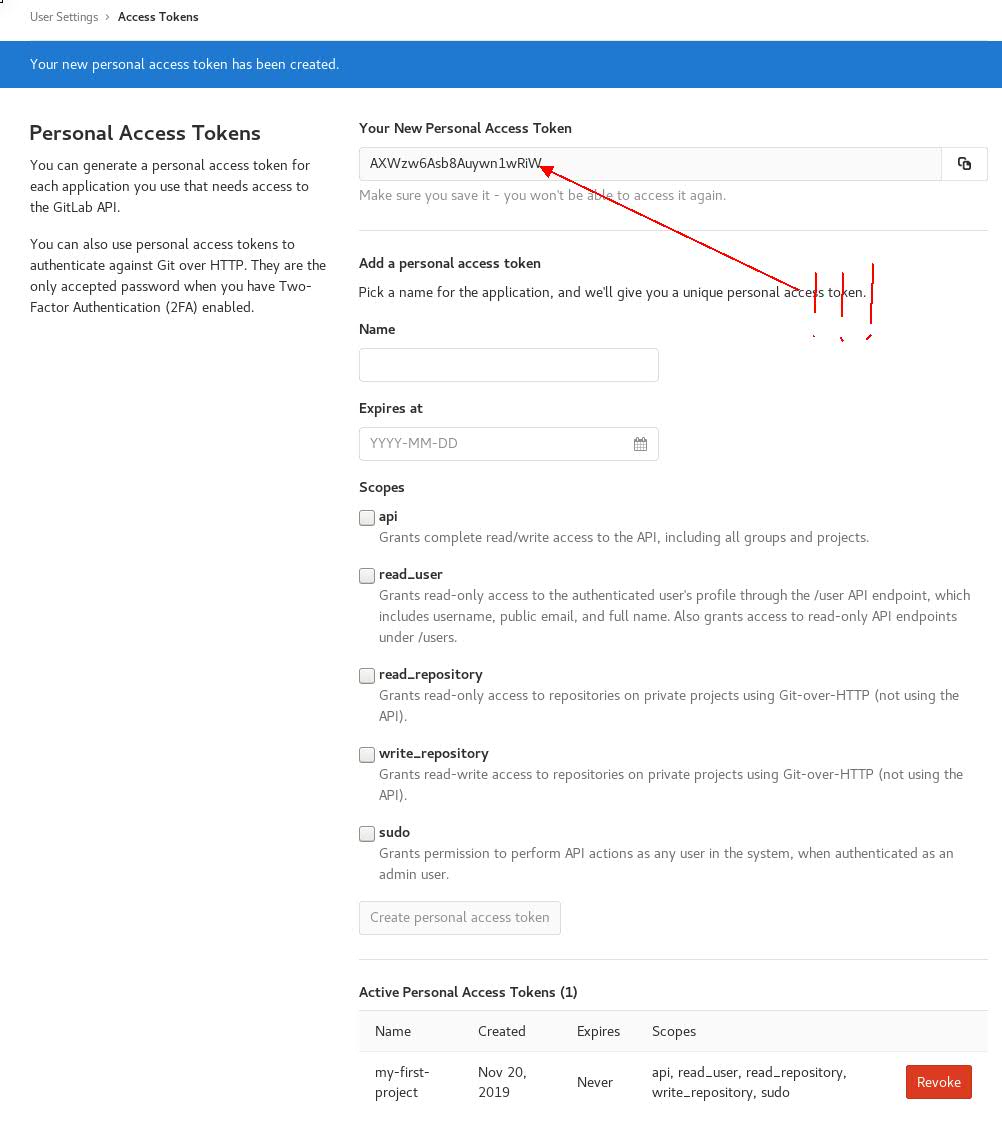 User Settings › Access Tokens
Your new personal access token has been created.
Personal Access Tokens
You can generate a personal access token for
each application you use that needs access to
the GitLab API.
You can also use personal access tokens to
authenticate against Git over HTTP. They are the
only accepted password when you have Two-
Factor Authentication (2FA) enabled.
Your New Personal Access Token
AXWzw6Asb8Auywn1wRiW
Make sure you save it - you won't be able to access it again.
Add a personal access token
Pick a name for the application, and we'll give you a unique personal access token.
Name
Expires at
YYYY-MM-DD
Scopes
api
Grants complete read/write access to the API, including all groups and projects.
read_user
Grants read-only access to the authenticated user's profile through the /user API endpoint, which
includes username, public email, and full name. Also grants access to read-only API endpoints
under /users.
read_repository
Grants read-only access to repositories on private projects using Git-over-HTTP (not using the
API).
write_repository
Grants read-write access to repositories on private projects using Git-over-HTTP (not using the
API).
sudo
Grants permission to perform API actions as any user in the system, when authenticated as an
admin user.
Create personal access token
Active Personal Access Tokens (1)
Name Created Expires Scopes
my-first-
project
Nov 20,
2019
Never
api, read_user, read_repository,
write_repository, sudo
Revoke